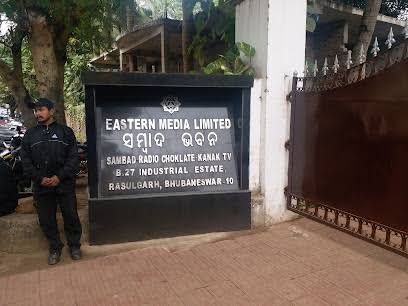 EASTERN MEDIA LIMITED
ସମ୍ବାଦ ଭବନ
SAMBAD RADIO CHOKLATE KANAK TV
B.27 INDUSTRIAL ESTATE,
RASULGARH, BHUBANESWAR-10